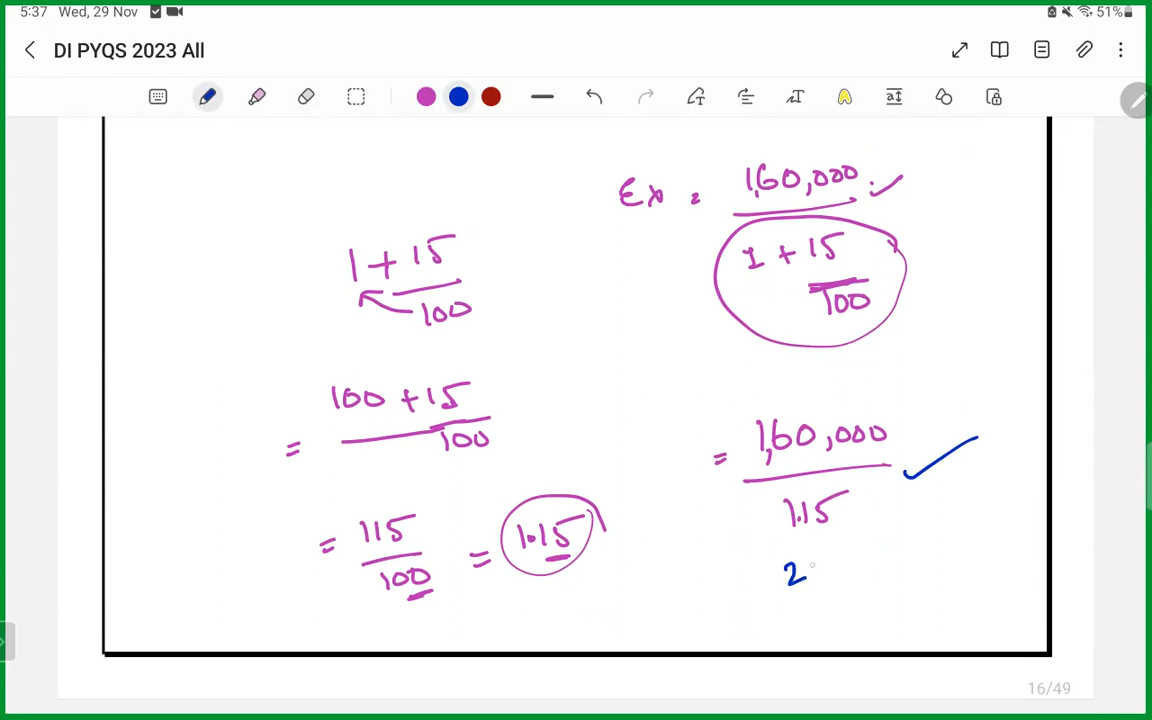 5:37 Wed, 29 Nov
51%
DI PYQS 2023 All
Ex = 1,60,000
1 + 15
100
1 + 15
100
= 100 + 15
100
= 115
100
= 1.15
= 1,60,000
1.15
2
16/49